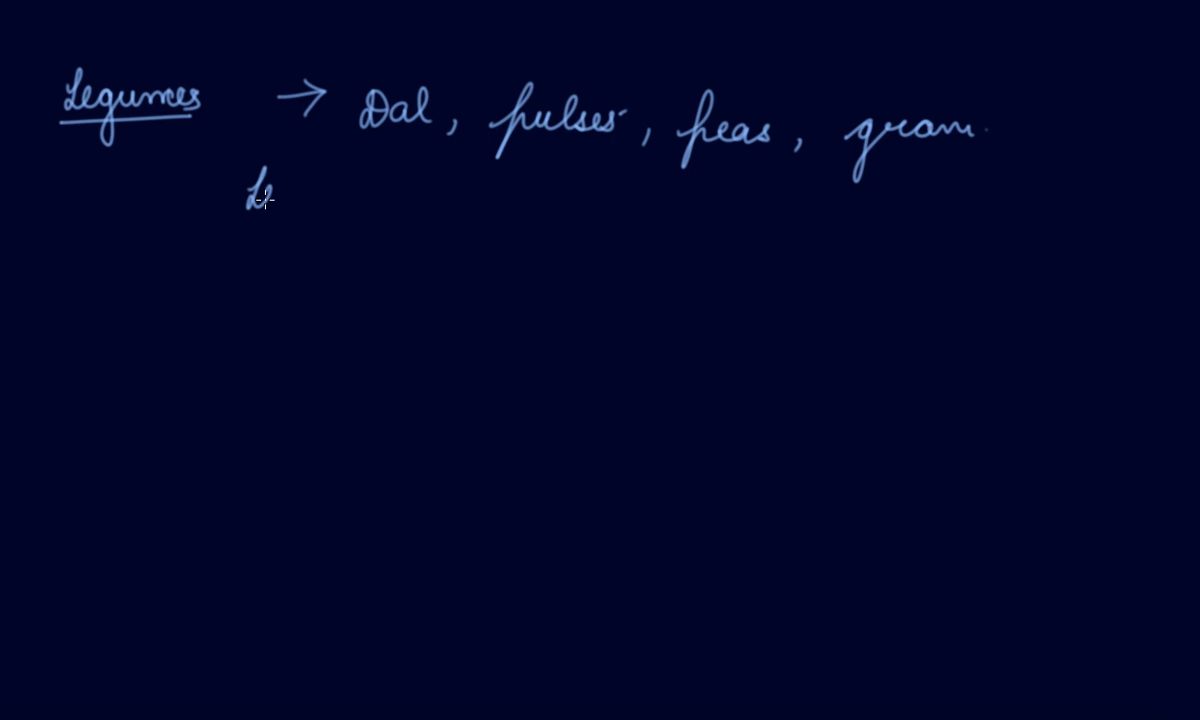 Legumes → Dal, pulses, peas, gram.